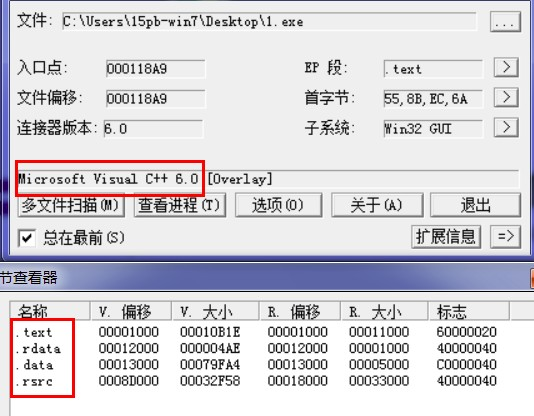 文件: C:\Users\15pb-win7\Desktop\1.exe ...
入口点: 000118A9 EP 段: .text >
文件偏移: 000118A9 首字节: 55,8B,EC,6A >
连接器版本: 6.0 子系统: Win32 GUI >
Microsoft Visual C++ 6.0 [Overlay]
多文件扫描(M) 查看进程(T) 选项(O) 关于(A) 退出
总在最前(S) 扩展信息 =>
节查看器
名称 V. 偏移 V. 大小 R. 偏移 R. 大小 标志
.text 00001000 00010B1E 00001000 00011000 60000020
.rdata 00012000 000004AE 00012000 00001000 40000040
.data 00013000 00079FA4 00013000 00005000 C0000040
.rsrc 0008D000 00032F58 00018000 00033000 40000040